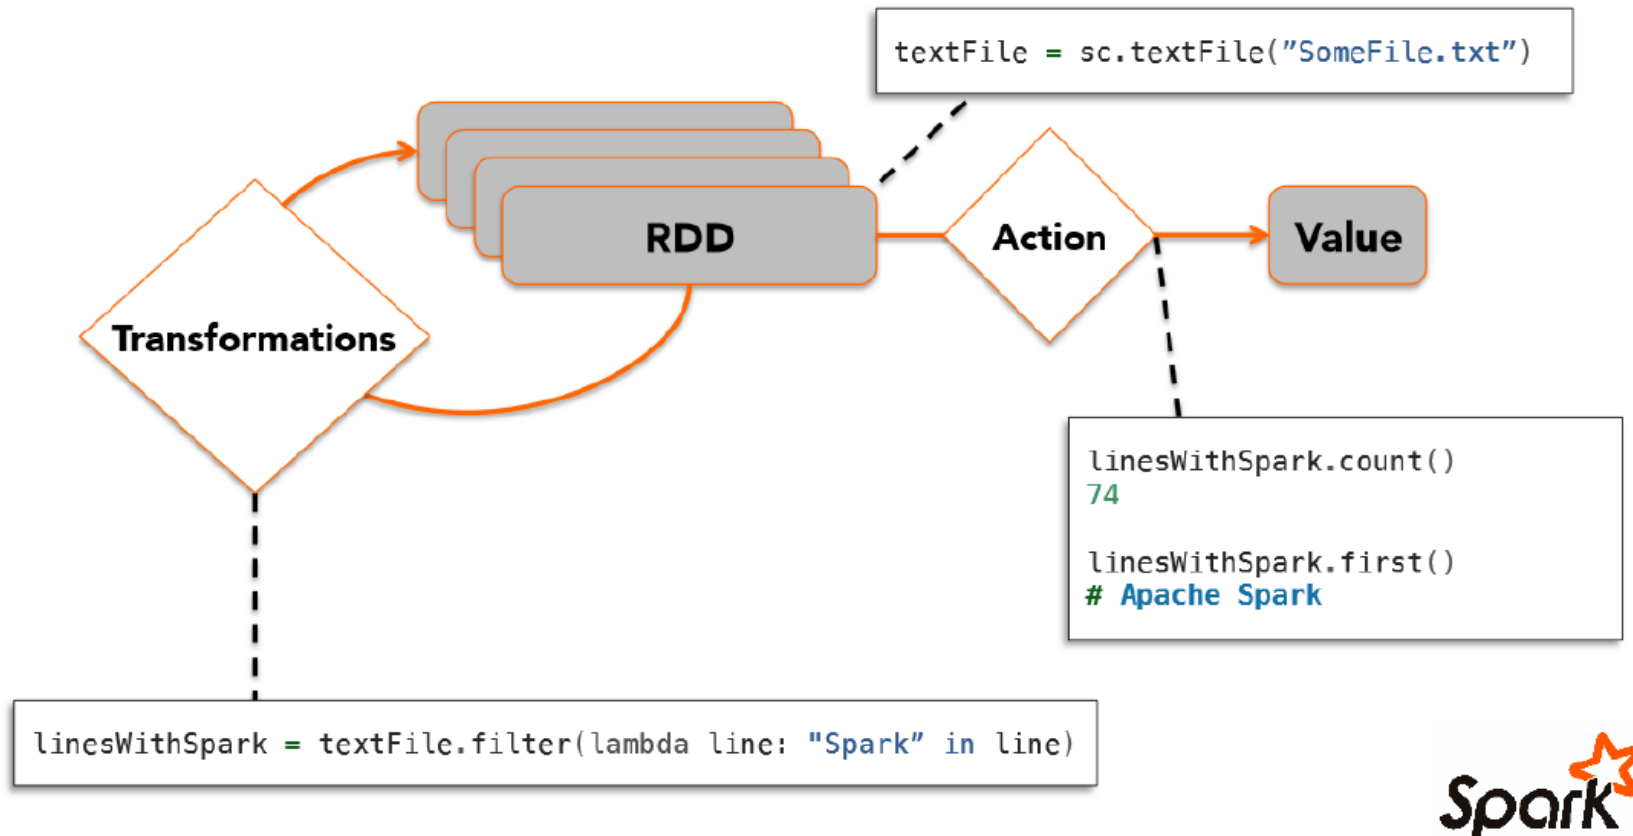 textFile = sc.textFile(”SomeFile.txt”)
RDD
Action
Value
Transformations
linesWithSpark.count()
74
linesWithSpark.first()
# Apache Spark
linesWithSpark = textFile.filter(lambda line: "Spark” in line)
Spark